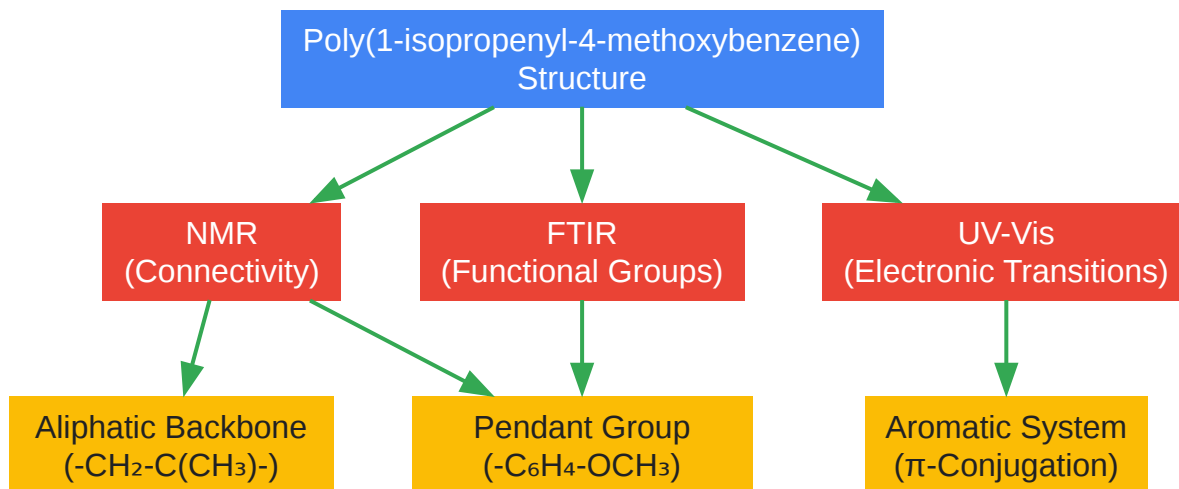 Poly(1-isopropenyl-4-methoxybenzene)
Structure
NMR
(Connectivity)
FTIR
(Functional Groups)
UV-Vis
(Electronic Transitions)
Aliphatic Backbone
(-CH₂-C(CH₃)-)
Pendant Group
(-C₆H₄-OCH₃)
Aromatic System
(π-Conjugation)